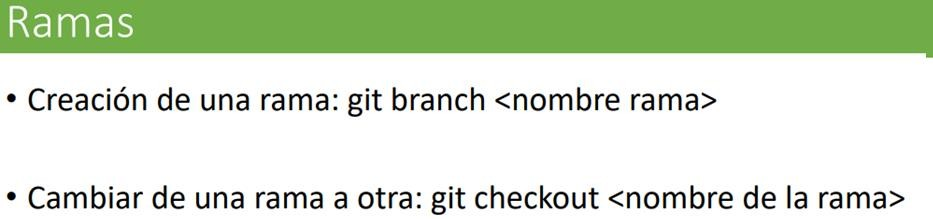 Ramas
• Creación de una rama: git branch <nombre rama>
• Cambiar de una rama a otra: git checkout <nombre de la rama>